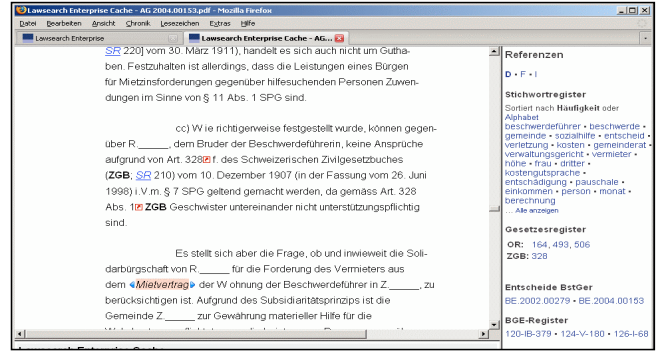 Lawsearch Enterprise Cache - AG 2004.00153.pdf - Mozilla Firefox
Datei Bearbeiten Ansicht Chronik Lesezeichen Extras Hilfe
Lawsearch Enterprise
Lawsearch Enterprise Cache - AG...
SR 220] vom 30. März 1911), handelt es sich auch nicht um Gutha-
ben. Festzuhalten ist allerdings, dass die Leistungen eines Bürgen
für Mietzinsforderungen gegenüber hilfesuchenden Personen Zuwen-
dungen im Sinne von § 11 Abs. 1 SPG sind.
cc) W ie richtigerweise festgestellt wurde, können gegen-
über R._____, dem Bruder der Beschwerdeführerin, keine Ansprüche
aufgrund von Art. 328 f. des Schweizerischen Zivilgesetzbuches
(ZGB; SR 210) vom 10. Dezember 1907 (in der Fassung vom 26. Juni
1998) i.V.m. § 7 SPG geltend gemacht werden, da gemäss Art. 328
Abs. 1 ZGB Geschwister untereinander nicht unterstützungspflichtig
sind.
Es stellt sich aber die Frage, ob und inwieweit die Soli-
darbürgschaft von R._____ für die Forderung des Vermieters aus
dem Mietvertrag der W ohnung der Beschwerdeführer in Z._____, zu
berücksichtigen ist. Aufgrund des Subsidiaritätsprinzips ist die
Gemeinde Z._____ zur Gewährung materieller Hilfe für die
Referenzen
D • F • I
Stichwortregister
Sortiert nach Häufigkeit oder
Alphabet
beschwerdeführer • beschwerde •
gemeinde • sozialhilfe • entscheid •
verletzung • kosten • gemeinderat •
verwaltungsgericht • vermieter •
höhe • frau • dritter •
kostengutsprache •
entschädigung • pauschale •
einkommen • person • monat •
berechnung
... Alle anzeigen
Gesetzesregister
OR: 164, 493, 506
ZGB: 328
Entscheide BstGer
BE.2002.00279 • BE.2004.00153
BGE-Register
120-IB-379 • 124-V-180 • 126-I-68